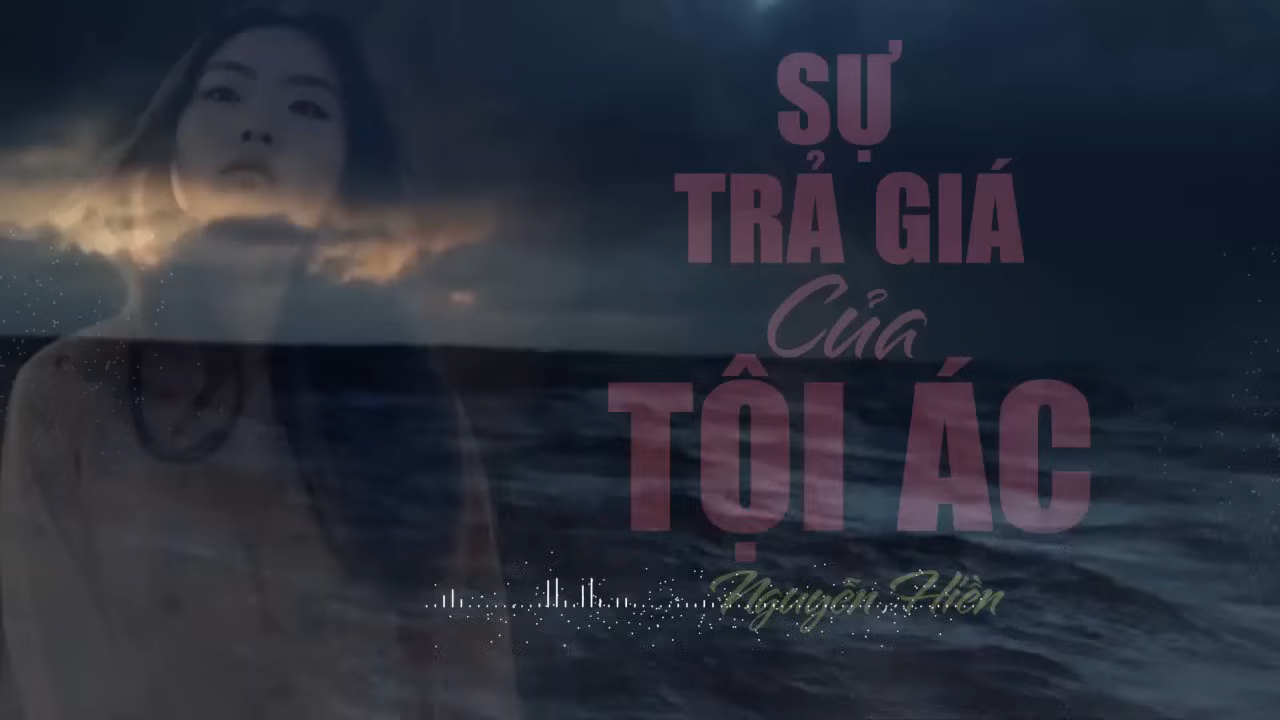 SỰ
TRẢ GIÁ
Của
TỘI ÁC
Nguyễn Hiền